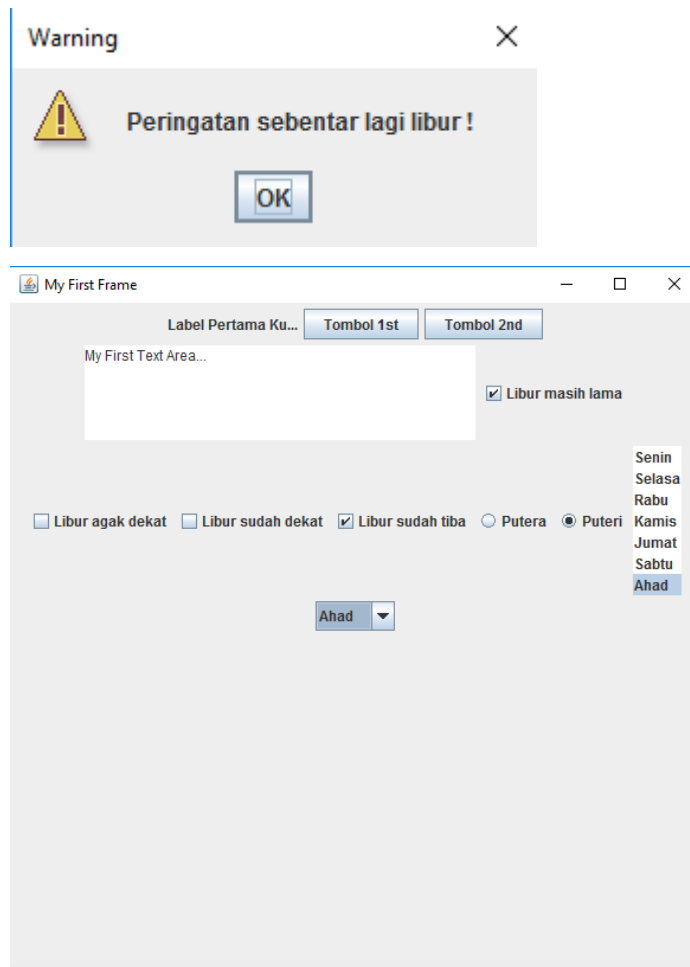 Warning
Peringatan sebentar lagi libur !
OK
My First Frame
Label Pertama Ku... Tombol 1st Tombol 2nd
My First Text Area...
Libur masih lama
Senin
Selasa
Rabu
Libur agak dekat Libur sudah dekat Libur sudah tiba Putera Puteri Kamis
Jumat
Sabtu
Ahad
Ahad